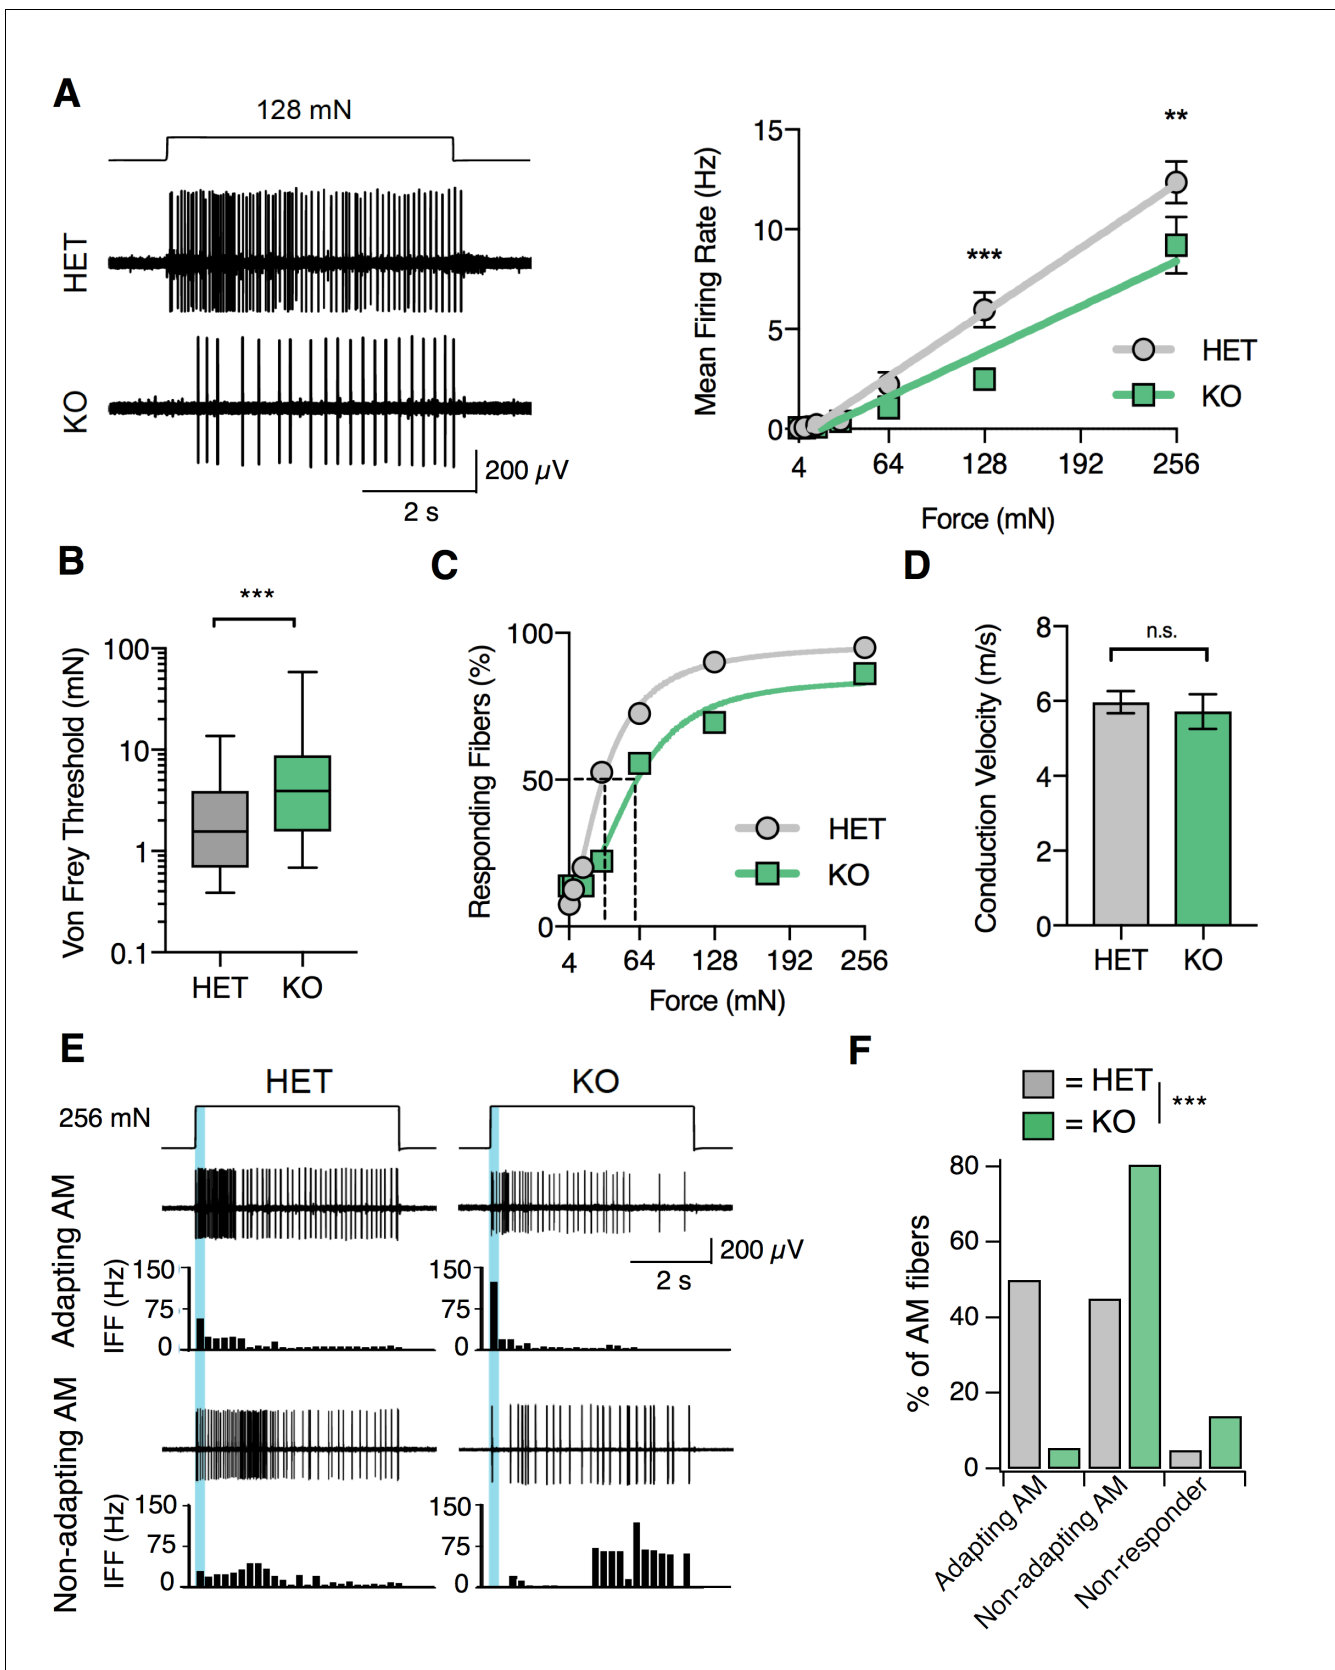 A
128 mN
HET
KO
200 µV
2 s
Mean Firing Rate (Hz)
15
10
5
0
**
***
HET
KO
4 64 128 192 256
Force (mN)
B
***
Von Frey Threshold (mN)
100
10
1
0.1
HET KO
C
Responding Fibers (%)
100
50
0
HET
KO
4 64 128 192 256
Force (mN)
D
n.s.
Conduction Velocity (m/s)
8
6
4
2
0
HET KO
E
HET KO
256 mN
Adapting AM
200 µV
2 s
IFF (Hz)
150
75
0
150
75
0
Non-adapting AM
IFF (Hz)
150
75
0
150
75
0
F
= HET
= KO
***
% of AM fibers
80
60
40
20
0
Adapting AM
Non-adapting AM
Non-responder